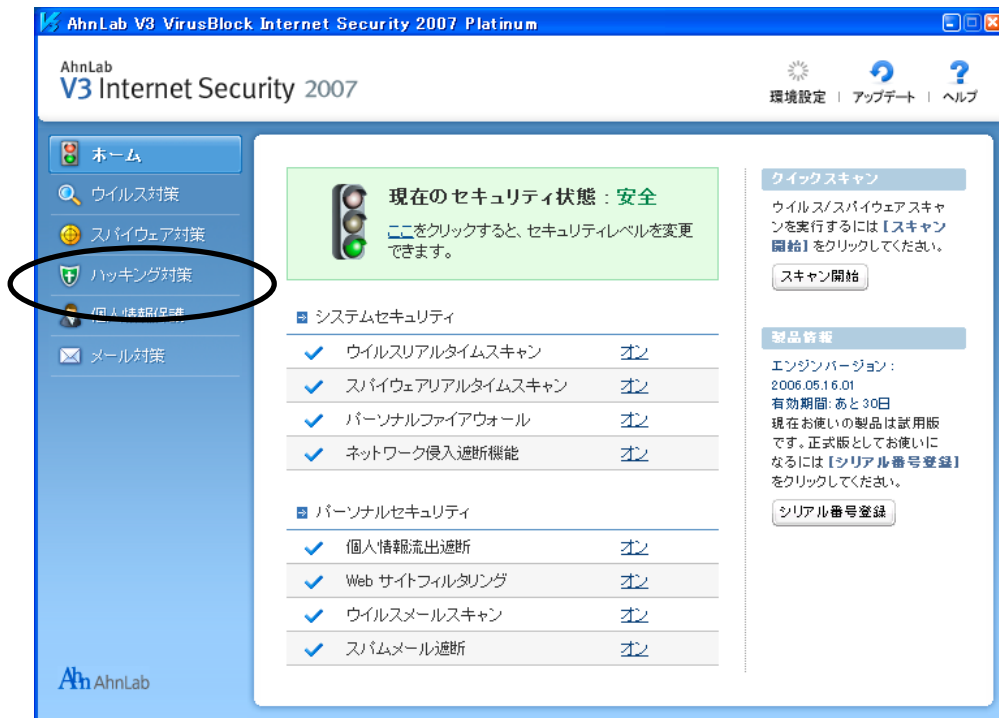 AhnLab V3 VirusBlock Internet Security 2007 Platinum
AhnLab
V3 Internet Security 2007
環境設定 | アップデート | ヘルプ
ホーム
ウイルス対策
スパイウェア対策
ハッキング対策
個人情報保護
メール対策
現在のセキュリティ状態 : 安全
ここをクリックすると、セキュリティレベルを変更
できます。
システムセキュリティ
ウイルスリアルタイムスキャン オン
スパイウェアリアルタイムスキャン オン
パーソナルファイアウォール オン
ネットワーク侵入遮断機能 オン
パーソナルセキュリティ
個人情報流出遮断 オン
Web サイトフィルタリング オン
ウイルスメールスキャン オン
スパムメール遮断 オン
クイックスキャン
ウイルス/スパイウェアスキャ
ンを実行するには【スキャン
開始】をクリックしてください。
スキャン開始
製品情報
エンジンバージョン :
2006.05.16.01
有効期間: あと 30日
現在お使いの製品は試用版
です。正式版としてお使いに
なるには【シリアル番号登録】
をクリックしてください。
シリアル番号登録
Ahn AhnLab